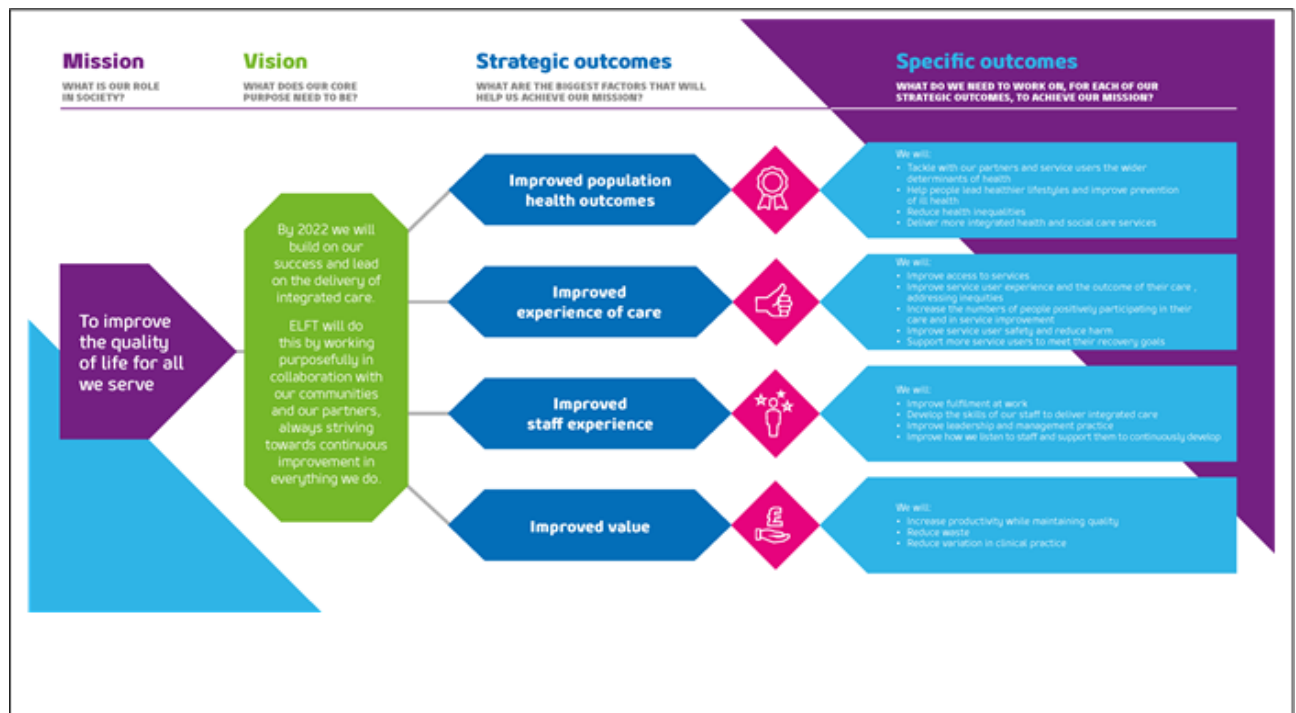 Mission
WHAT IS OUR ROLE
IN SOCIETY?
Vision
WHAT DOES OUR CORE
PURPOSE NEED TO BE?
Strategic outcomes
WHAT ARE THE BIGGEST FACTORS THAT WILL
HELP US ACHIEVE OUR MISSION?
Specific outcomes
WHAT DO WE NEED TO WORK ON, FOR EACH OF OUR
STRATEGIC OUTCOMES, TO ACHIEVE OUR MISSION?
To improve
the quality
of life for all
we serve
By 2022 we will
build on our
success and lead
on the delivery of
integrated care.
ELFT will do
this by working
purposefully in
collaboration with
our communities
and our partners,
always striving
towards continuous
improvement in
everything we do.
Improved population
health outcomes
We will:
• Tackle with our partners and service users the wider
determinants of health
• Help people lead healthier lifestyles and improve prevention
of ill health
• Reduce health inequalities
• Deliver more integrated health and social care services
Improved
experience of care
We will:
• Improve access to services
• Improve service user experience and the outcome of their care ,
addressing inequities
• Increase the numbers of people positively participating in their
care and in service improvement
• Improve service user safety and reduce harm
• Support more service users to meet their recovery goals
Improved
staff experience
We will:
• Improve fulfilment at work
• Develop the skills of our staff to deliver integrated care
• Improve leadership and management practice
• Improve how we listen to staff and support them to continuously develop
Improved value
£
We will:
• Increase productivity while maintaining quality
• Reduce waste
• Reduce variation in clinical practice